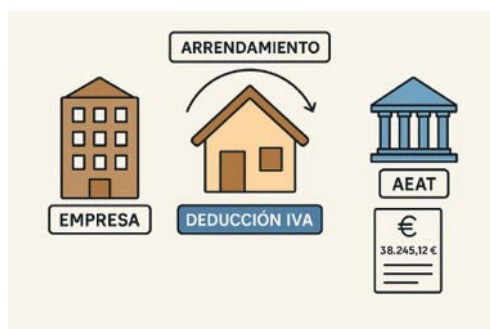 ARRENDAMIENTO
EMPRESA
DEDUCCIÓN IVA
AEAT
€
38.245,12 €